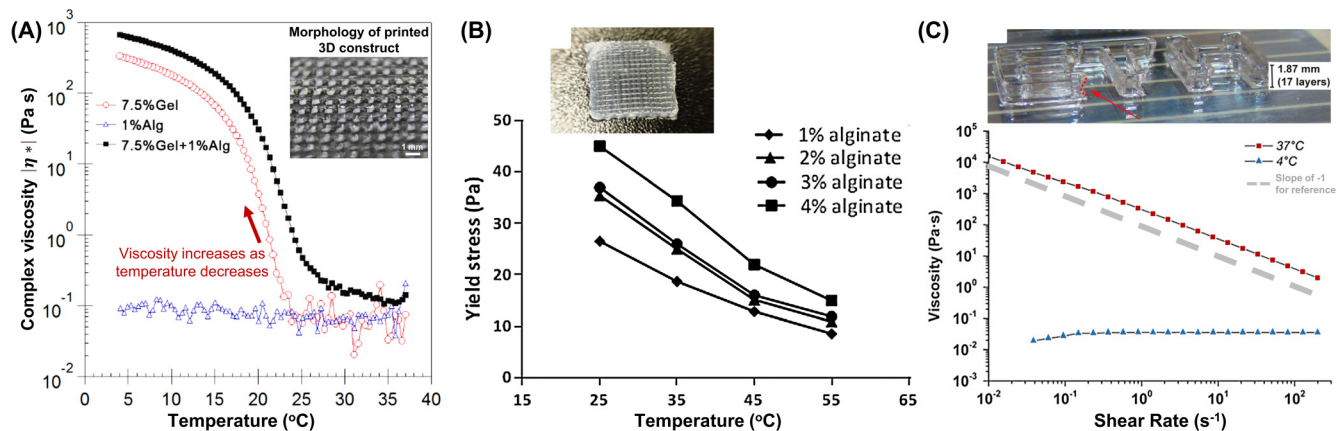 (A)
10³
10²
10¹
10⁰
10⁻¹
10⁻²
Complex viscosity |η *| (Pa s)
7.5%Gel
1%Alg
7.5%Gel+1%Alg
Morphology of printed
3D construct
1 mm
Viscosity increases as
temperature decreases
0 5 10 15 20 25 30 35 40
Temperature (°C)
(B)
50
40
30
20
10
0
Yield stress (Pa)
1% alginate
2% alginate
3% alginate
4% alginate
15 25 35 45 55 65
Temperature (°C)
(C)
1.87 mm
(17 layers)
10⁵
10⁴
10³
10²
10¹
10⁰
10⁻¹
10⁻²
10⁻³
Viscosity (Pa·s)
37°C
4°C
Slope of -1
for reference
10⁻² 10⁻¹ 10⁰ 10¹ 10²
Shear Rate (s⁻¹)